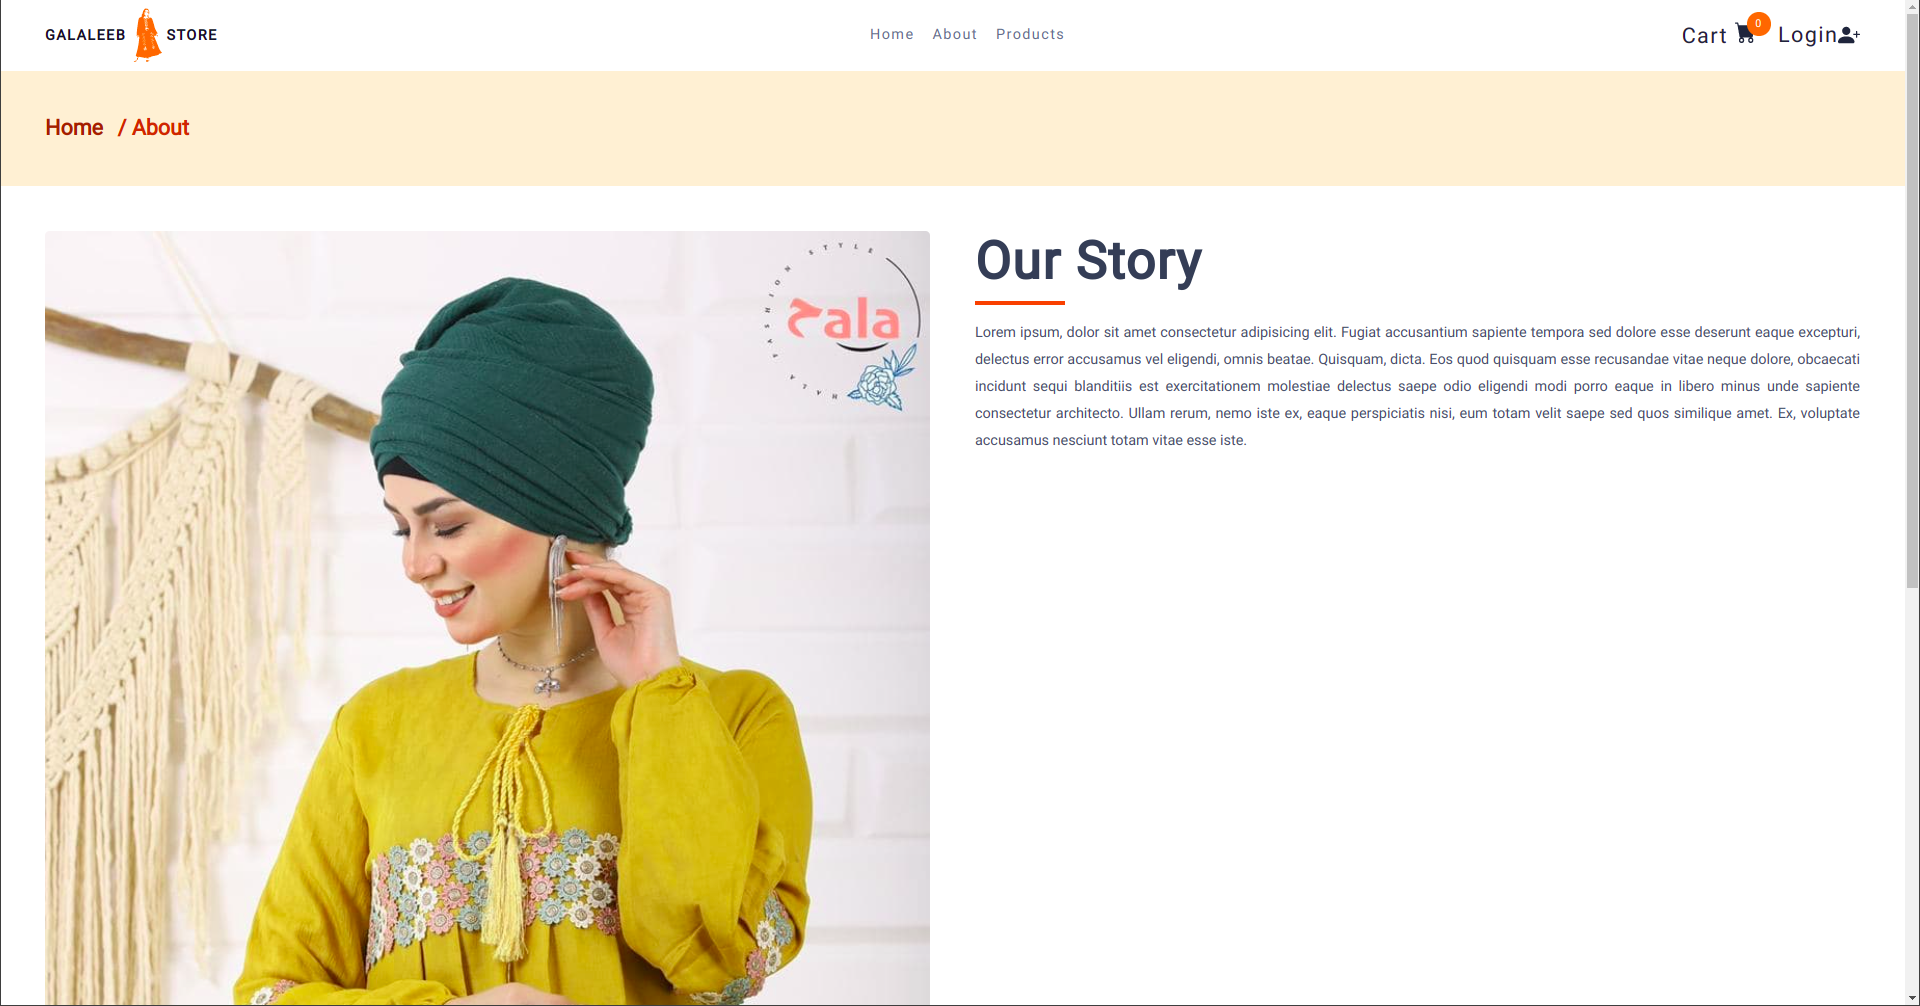 GALALEEB STORE
Home About Products
Cart 0 Login
Home / About
HALA'S FASHION STYLE
حala
Our Story
Lorem ipsum, dolor sit amet consectetur adipisicing elit. Fugiat accusantium sapiente tempora sed dolore esse deserunt eaque excepturi,
delectus error accusamus vel eligendi, omnis beatae. Quisquam, dicta. Eos quod quisquam esse recusandae vitae neque dolore, obcaecati
incidunt sequi blanditiis est exercitationem molestiae delectus saepe odio eligendi modi porro eaque in libero minus unde sapiente
consectetur architecto. Ullam rerum, nemo iste ex, eaque perspiciatis nisi, eum totam velit saepe sed quos similique amet. Ex, voluptate
accusamus nesciunt totam vitae esse iste.